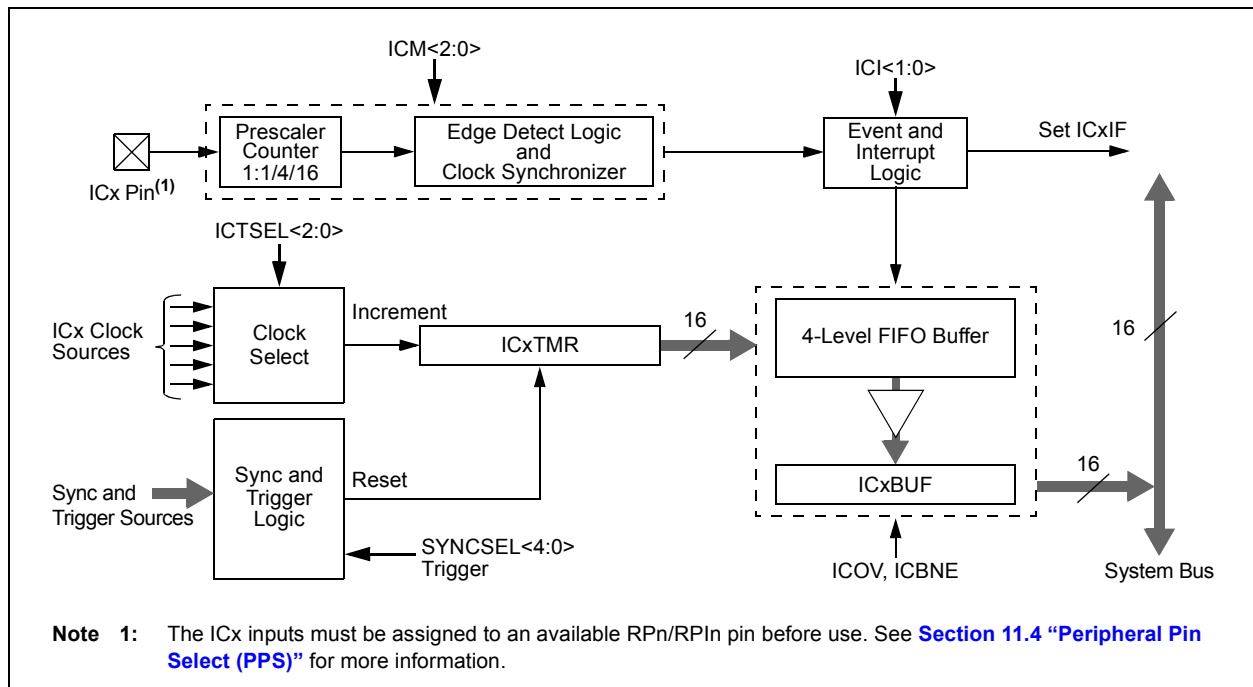 ICM<2:0>
ICI<1:0>
Prescaler
Counter
1:1/4/16
Edge Detect Logic
and
Clock Synchronizer
Event and
Interrupt
Logic
Set ICxIF
ICx Pin(1)
ICTSEL<2:0>
ICx Clock
Sources
Clock
Select
Increment
ICxTMR
16
4-Level FIFO Buffer
16
Sync and
Trigger Sources
Sync and
Trigger
Logic
Reset
ICxBUF
16
SYNCSEL<4:0>
Trigger
ICOV, ICBNE
System Bus
Note 1: The ICx inputs must be assigned to an available RPn/RPIn pin before use. See Section 11.4 “Peripheral Pin
Select (PPS)” for more information.